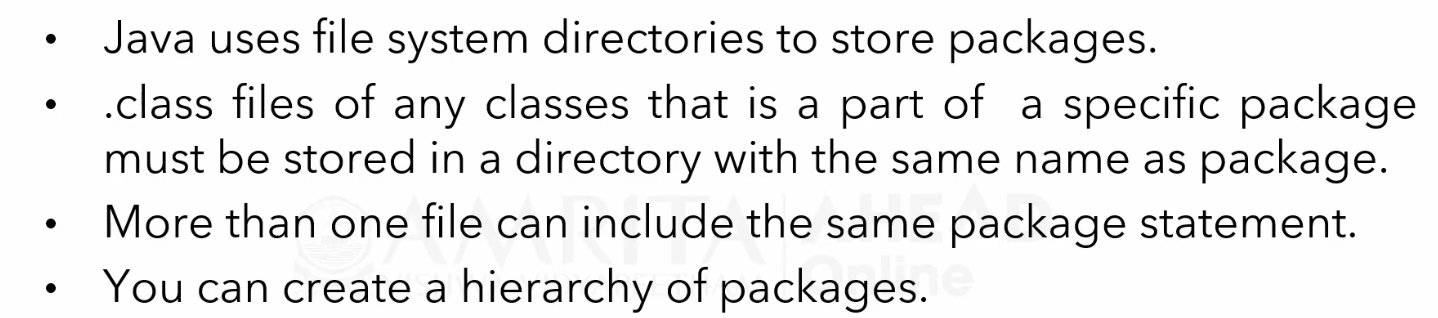 • Java uses file system directories to store packages.
• .class files of any classes that is a part of a specific package
must be stored in a directory with the same name as package.
• More than one file can include the same package statement.
• You can create a hierarchy of packages.
AMRITA AHEAD
Online